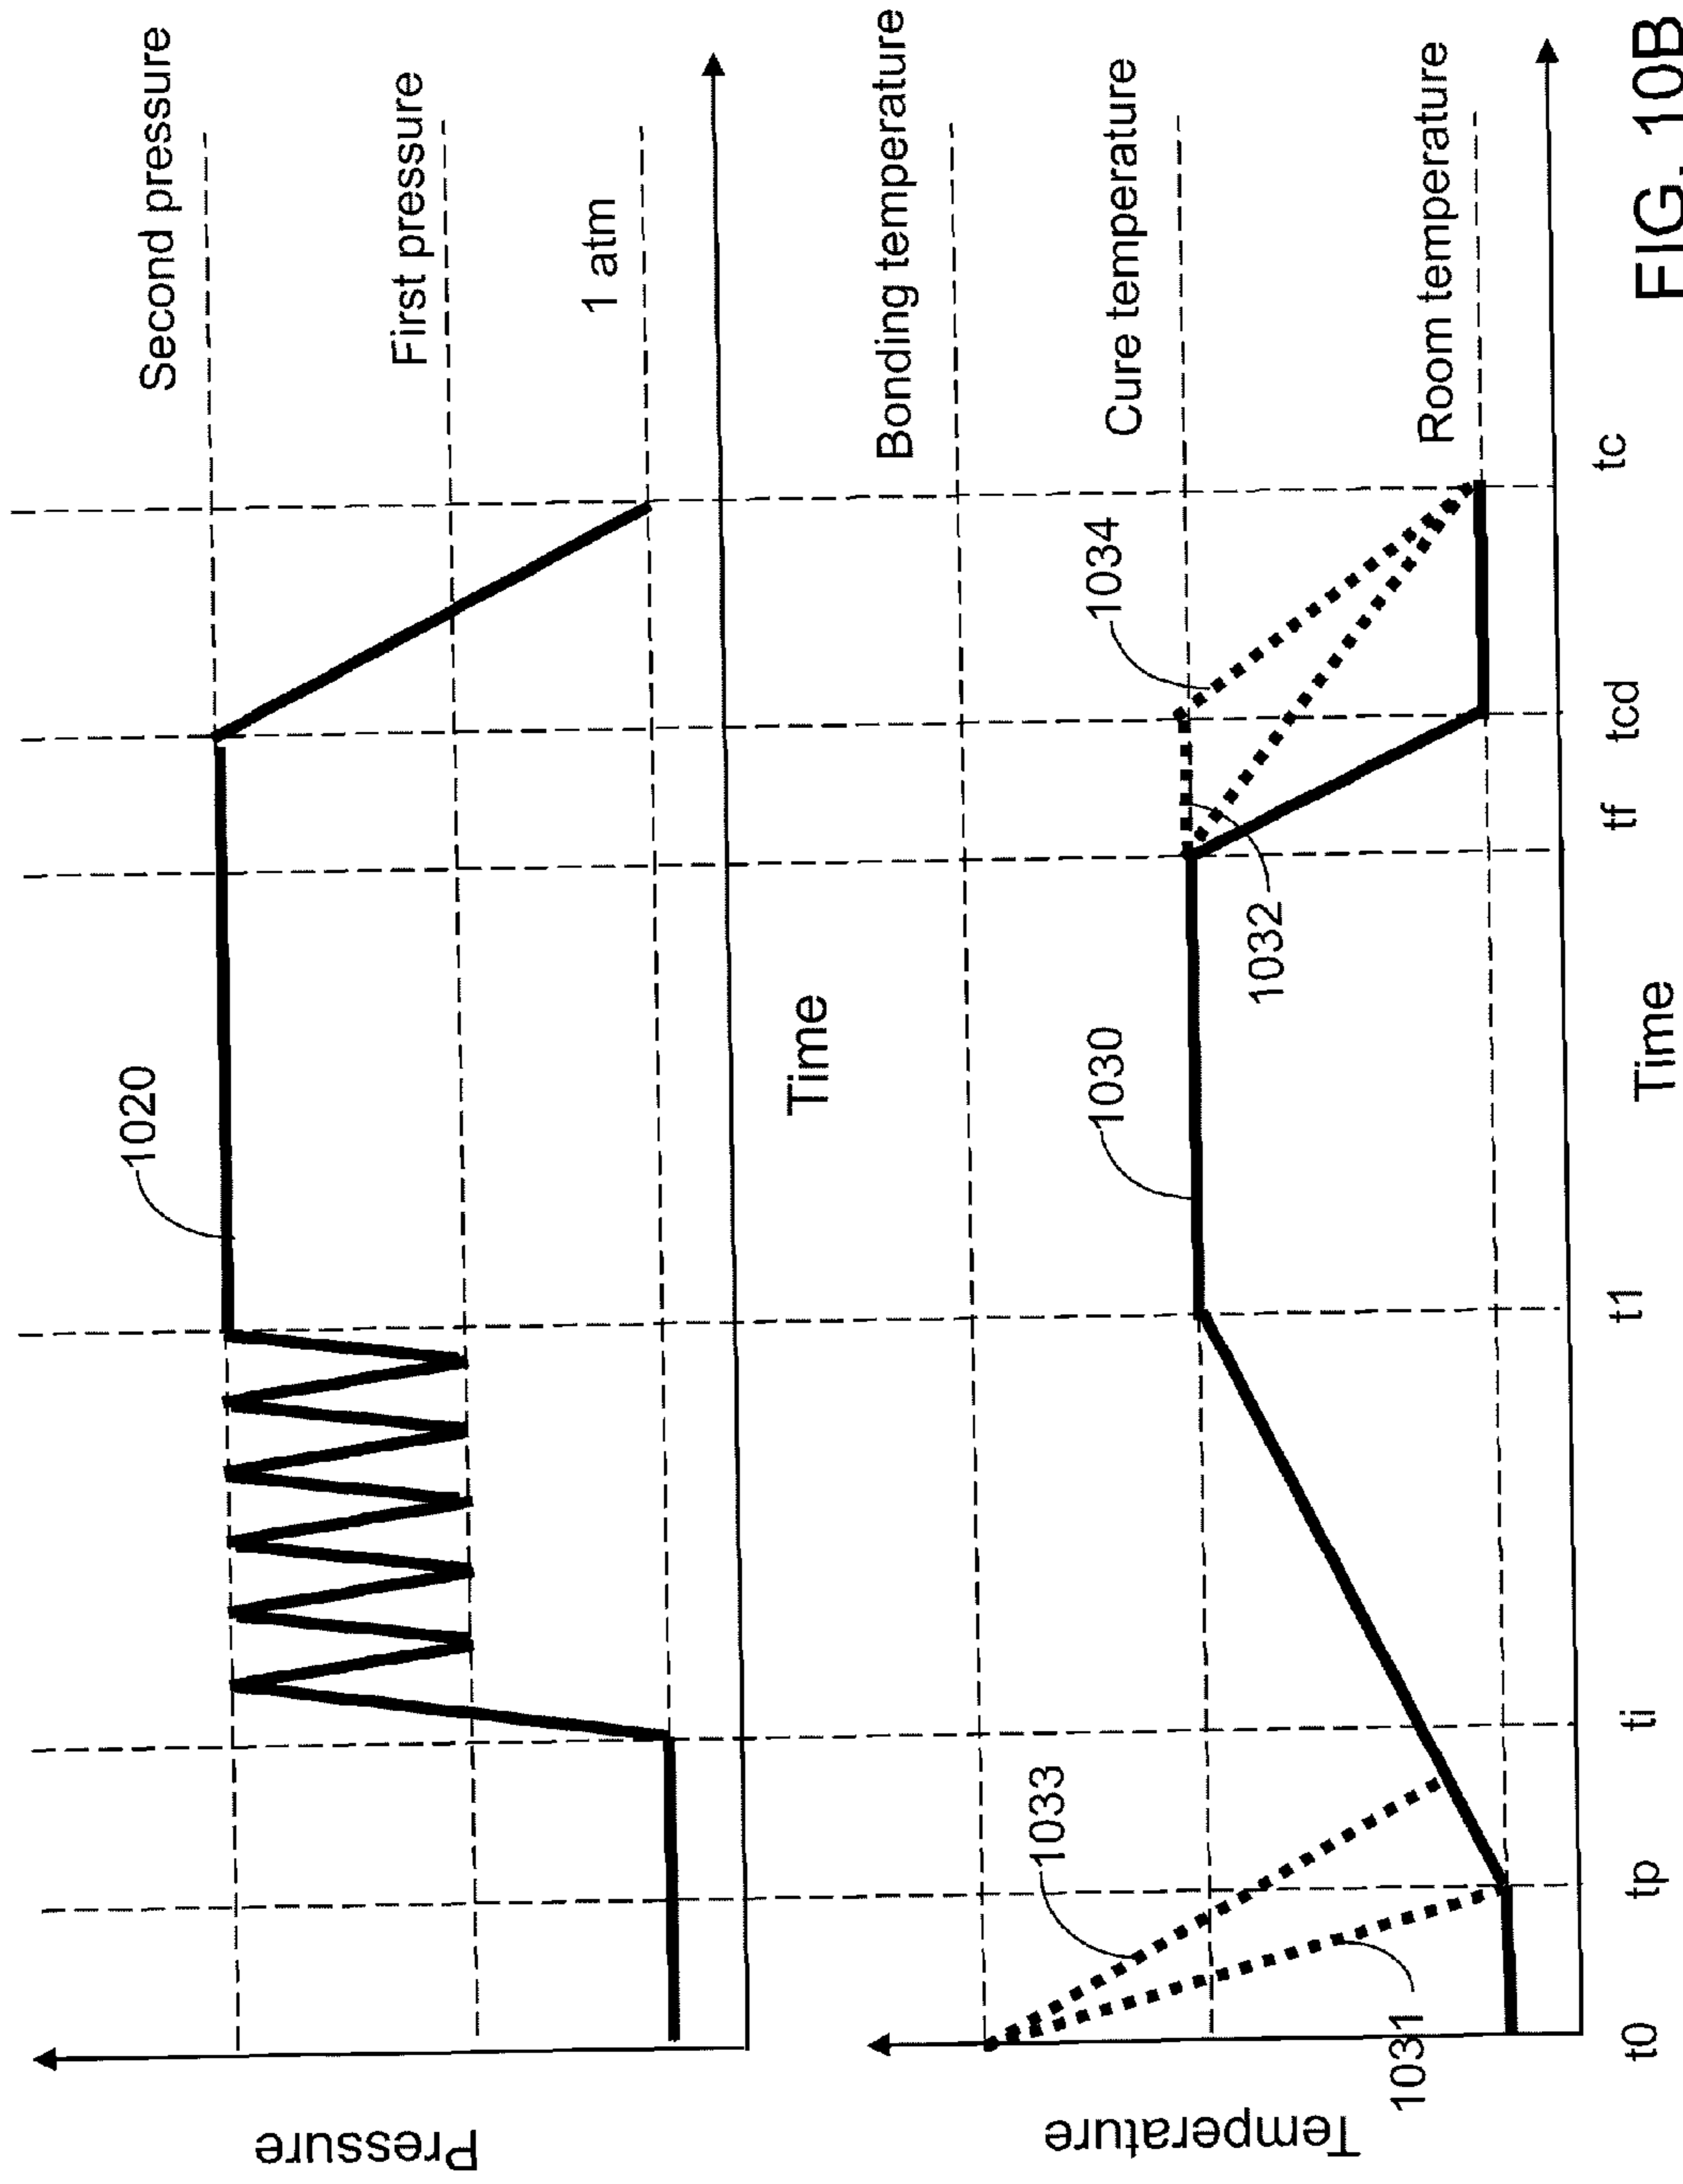 Pressure
1020
Second pressure
First pressure
1 atm
Time
Temperature
Bonding temperature
1033
1030
1034
Cure temperature
1031
1032
Room temperature
t0
tp
ti
t1
tf
tcd
tc
Time
FIG. 10B